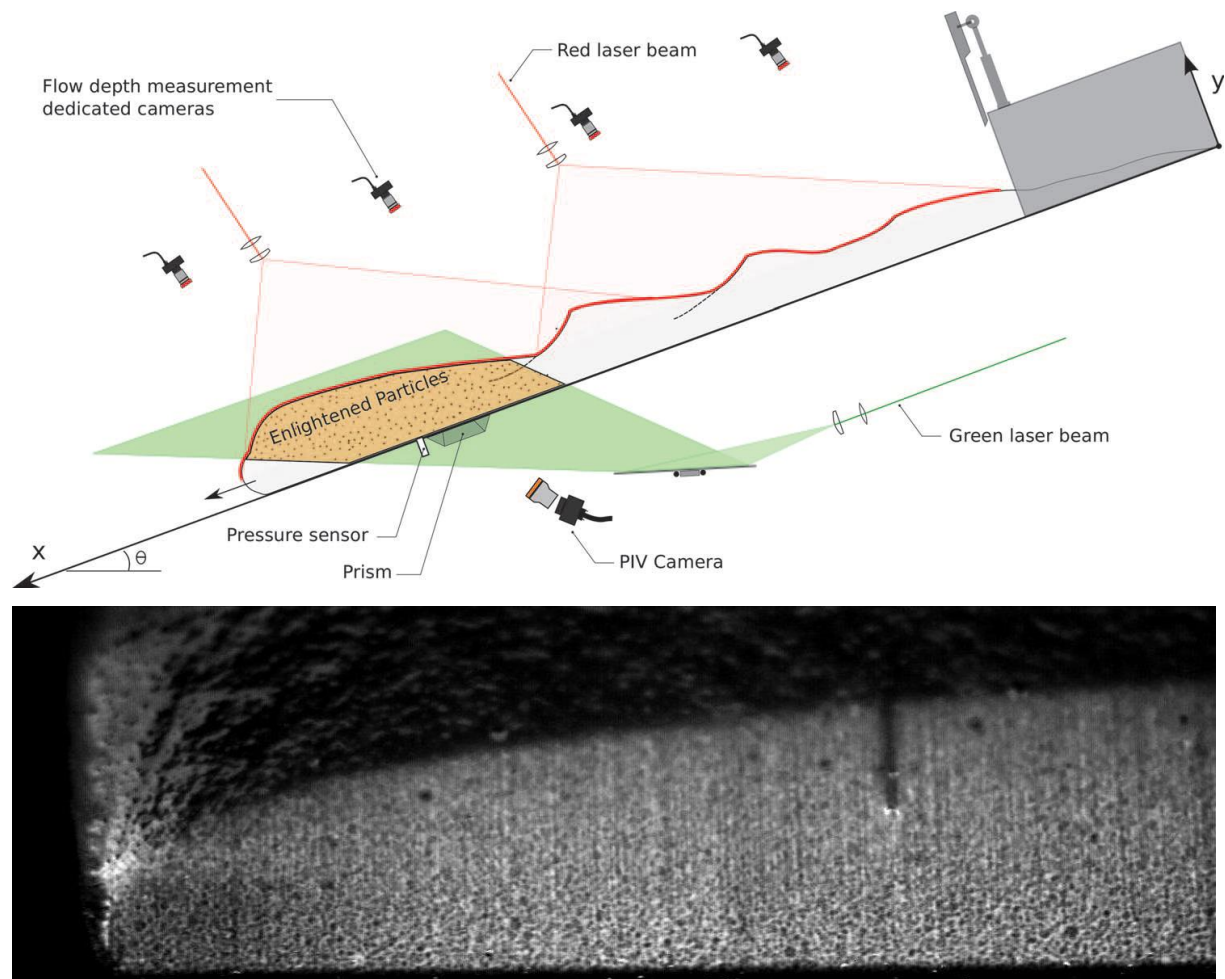 Red laser beam
Flow depth measurement
dedicated cameras
y
Enlightened Particles
Green laser beam
Pressure sensor
x
θ
PIV Camera
Prism